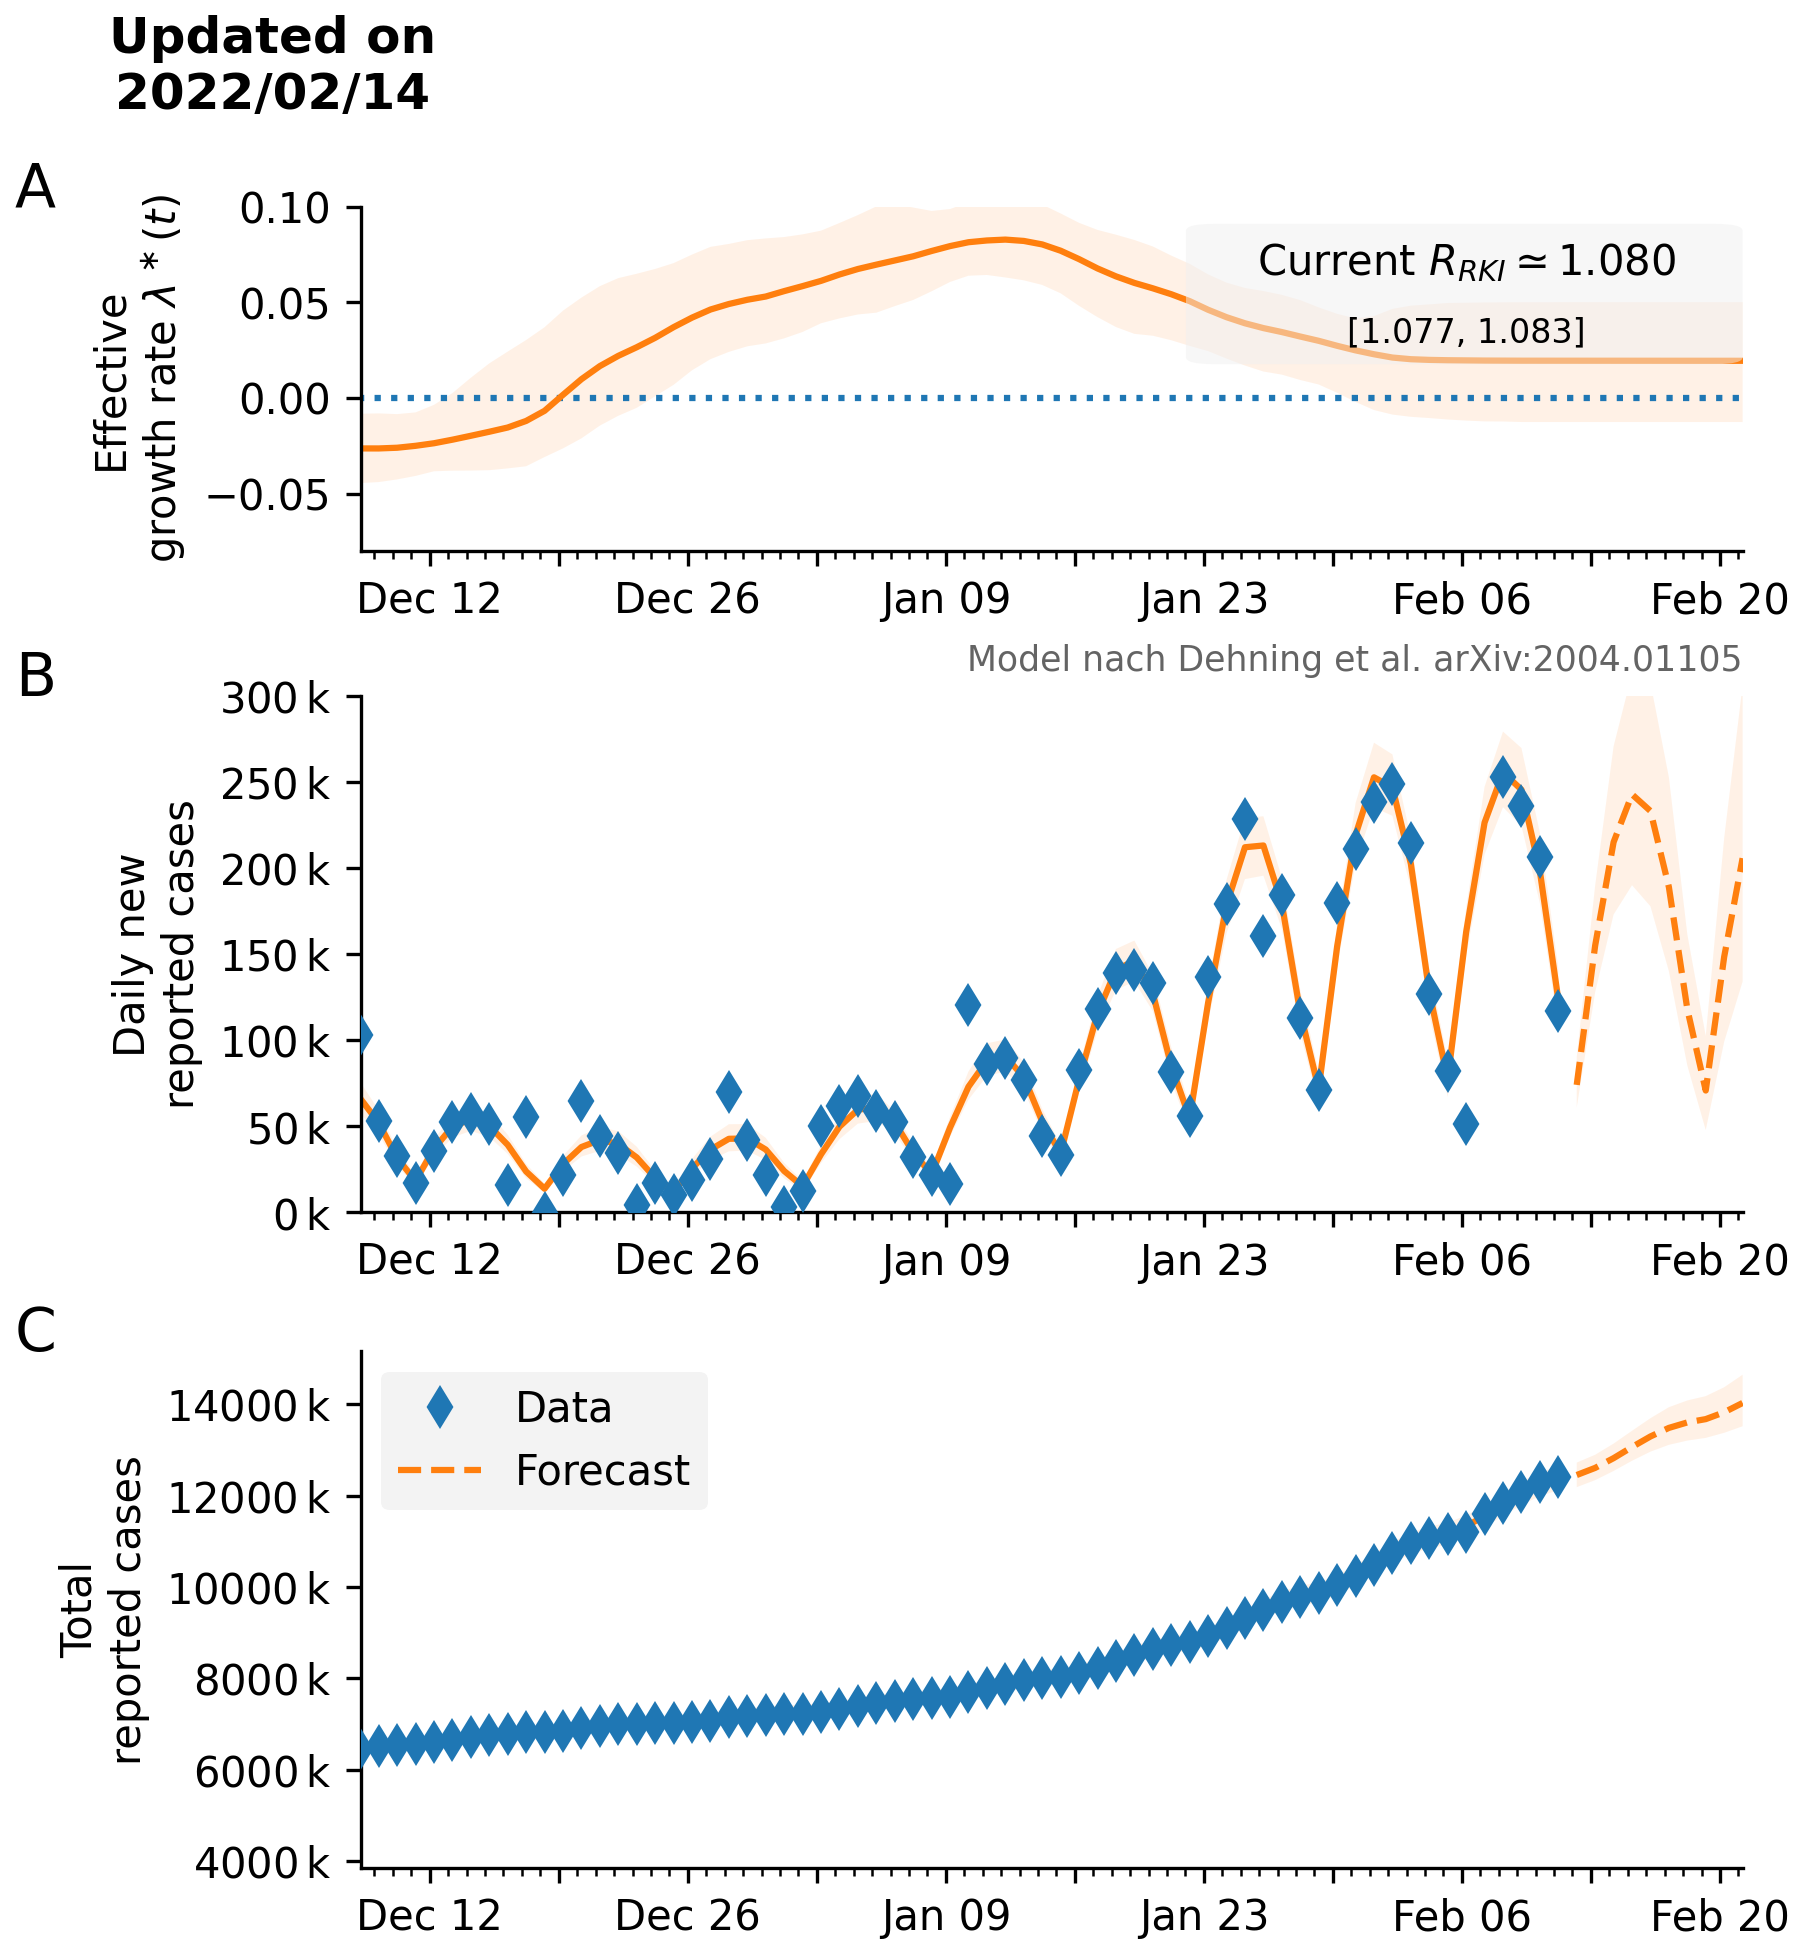 Updated on
2022/02/14
A
Effective
growth rate λ * (t)
0.10
0.05
0.00
−0.05
Current R_RKI ≃ 1.080
[1.077, 1.083]
Dec 12
Dec 26
Jan 09
Jan 23
Feb 06
Feb 20
Model nach Dehning et al. arXiv:2004.01105
B
Daily new
reported cases
300 k
250 k
200 k
150 k
100 k
50 k
0 k
Dec 12
Dec 26
Jan 09
Jan 23
Feb 06
Feb 20
C
Total
reported cases
14000 k
12000 k
10000 k
8000 k
6000 k
4000 k
Data
Forecast
Dec 12
Dec 26
Jan 09
Jan 23
Feb 06
Feb 20